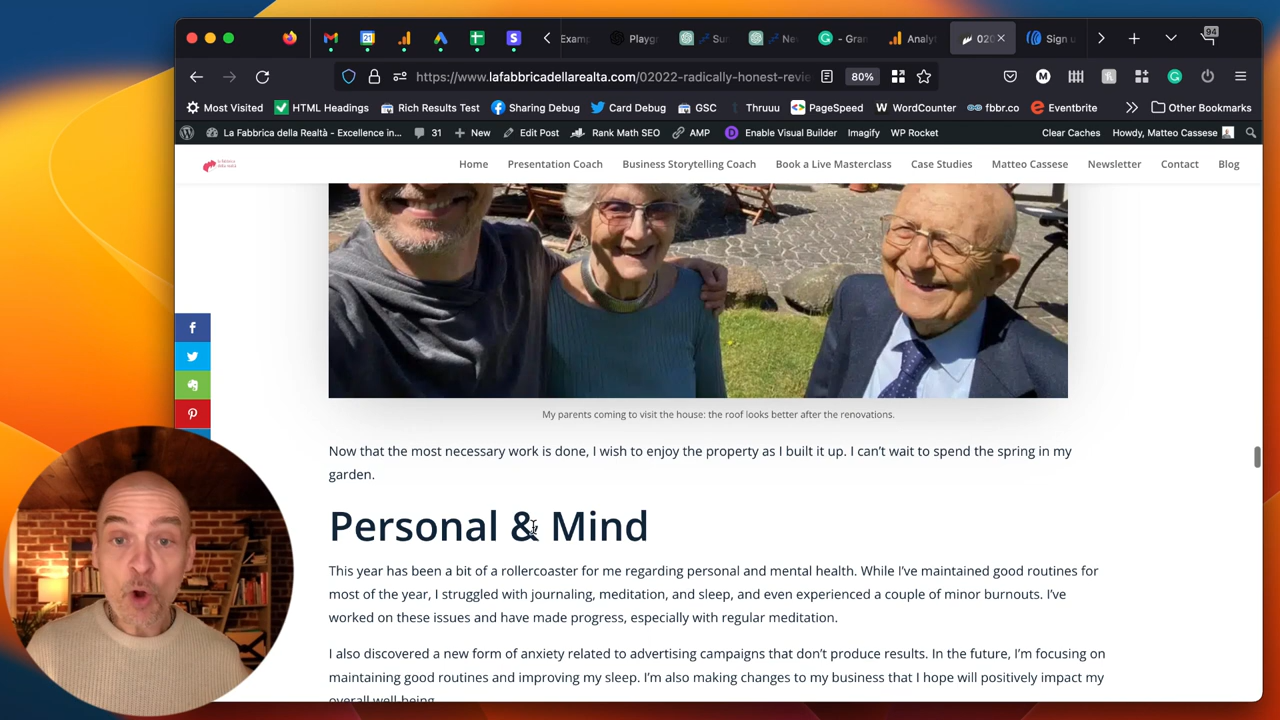 Examp
Playg
Su
Ne
- Gran
Analyt
020
Sign u
94
https://www.lafabbricadellarealta.com/02022-radically-honest-revie
80%
Most Visited
HTML Headings
Rich Results Test
Sharing Debug
Card Debug
GSC
Thruuu
PageSpeed
WordCounter
fbbr.co
Eventbrite
Other Bookmarks
La Fabbrica della Realtà - Excellence in...
31
New
Edit Post
Rank Math SEO
AMP
Enable Visual Builder
Imagify
WP Rocket
Clear Caches
Howdy, Matteo Cassese
Home
Presentation Coach
Business Storytelling Coach
Book a Live Masterclass
Case Studies
Matteo Cassese
Newsletter
Contact
Blog
My parents coming to visit the house: the roof looks better after the renovations.
Now that the most necessary work is done, I wish to enjoy the property as I built it up. I can't wait to spend the spring in my
garden.
Personal & Mind
This year has been a bit of a rollercoaster for me regarding personal and mental health. While I've maintained good routines for
most of the year, I struggled with journaling, meditation, and sleep, and even experienced a couple of minor burnouts. I've
worked on these issues and have made progress, especially with regular meditation.
I also discovered a new form of anxiety related to advertising campaigns that don't produce results. In the future, I'm focusing on
maintaining good routines and improving my sleep. I'm also making changes to my business that I hope will positively impact my
overall well-being.